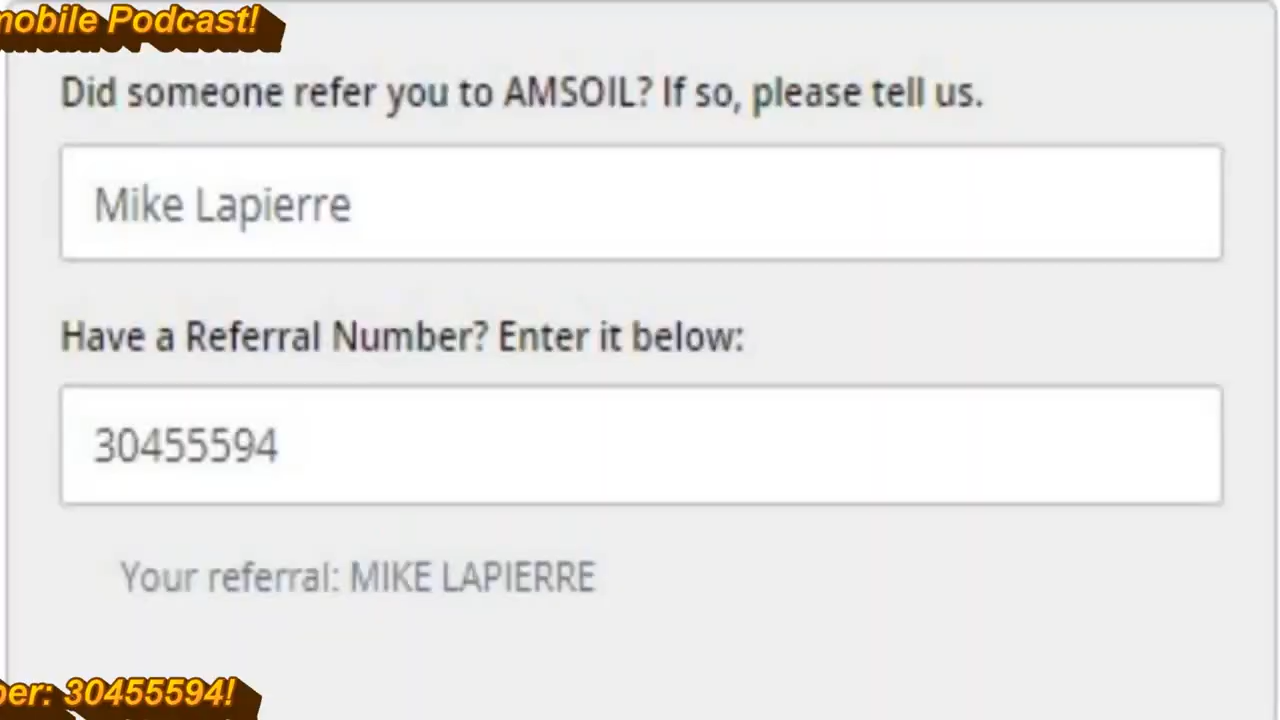 mobile Podcast!
Did someone refer you to AMSOIL? If so, please tell us.
Mike Lapierre
Have a Referral Number? Enter it below:
30455594
Your referral: MIKE LAPIERRE
ber: 30455594!